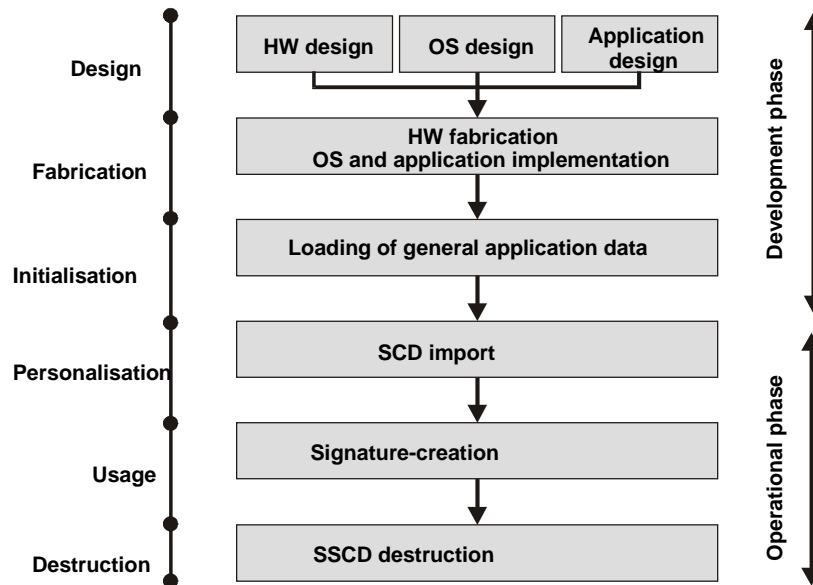 Design
HW design
OS design
Application
design
Fabrication
HW fabrication
OS and application implementation
Initialisation
Loading of general application data
Development phase
Personalisation
SCD import
Usage
Signature-creation
Destruction
SSCD destruction
Operational phase